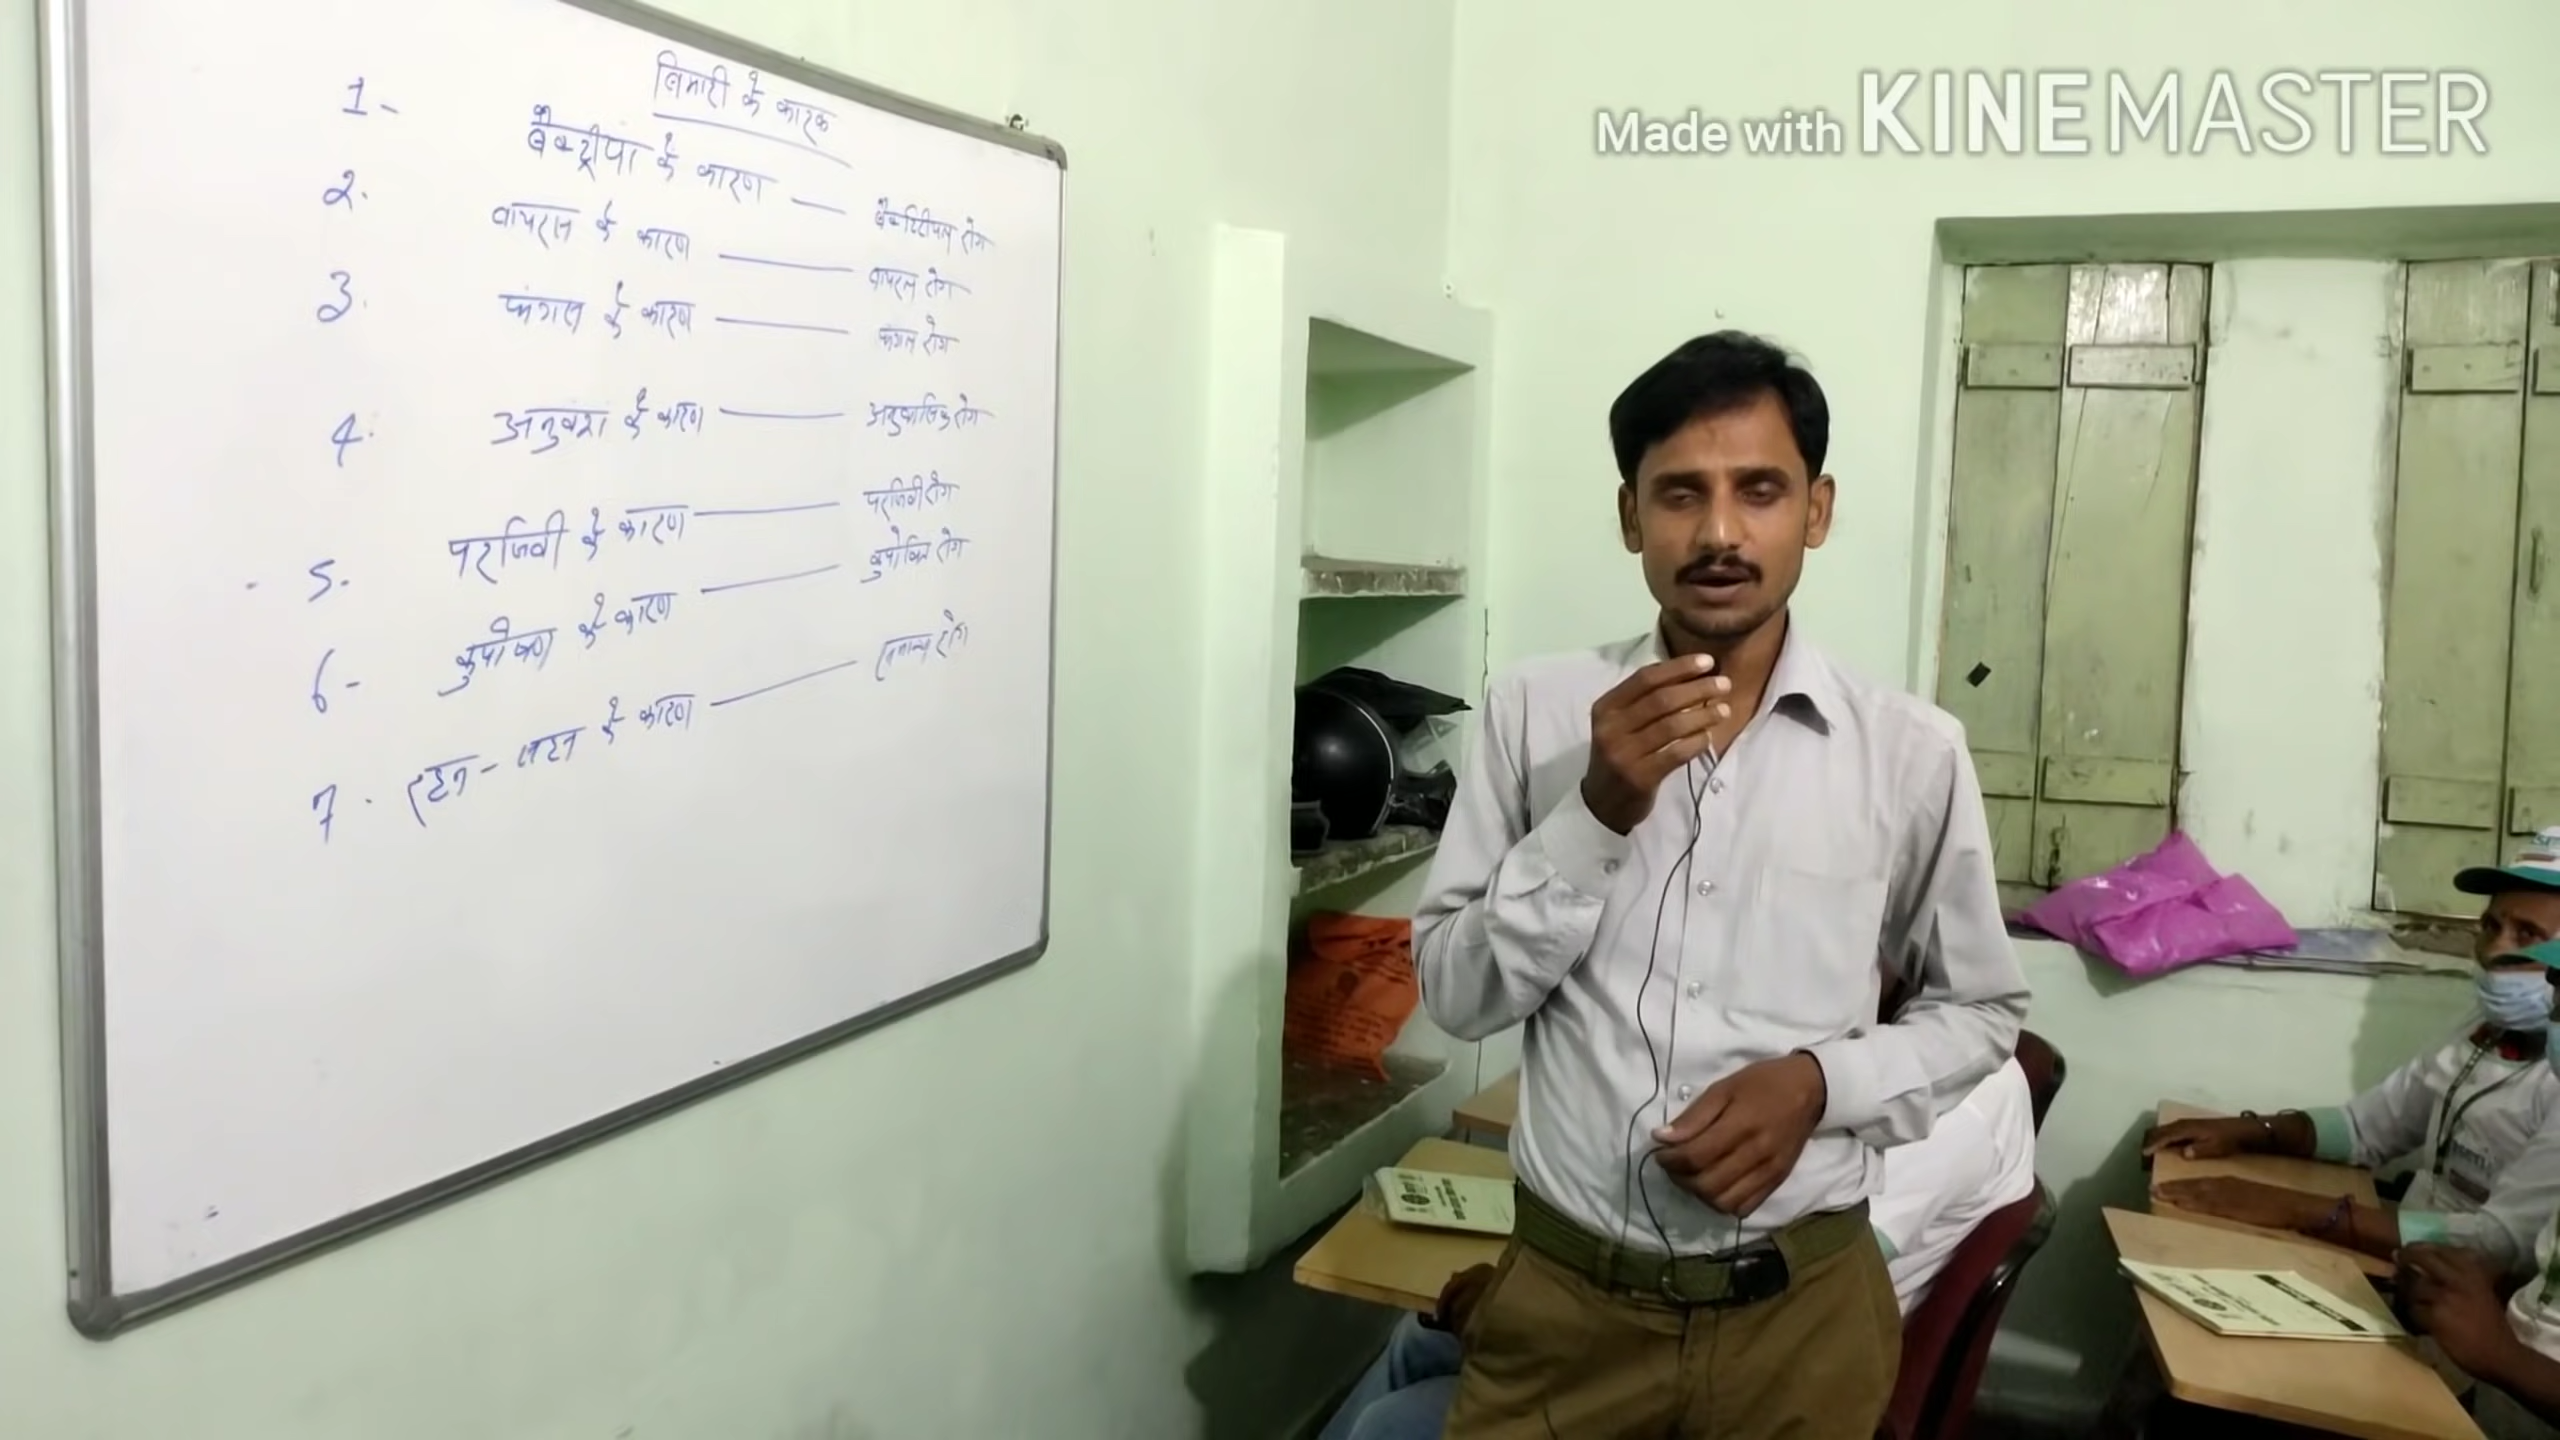 Made with KINEMASTER
बिमारी के कारक
1- बैक्ट्रीया के कारण — बैक्टिरीयल रोग
2. वायरस के कारण — वायरल रोग
3. फंगस के कारण — फंगल रोग
4. अनुवंश के कारण — रोग
5. परजिवी के कारण — परजिवी रोग
6- कुपोषण के कारण — कुपोषित रोग
7. रहन-सहन के कारण — सामान्य रोग